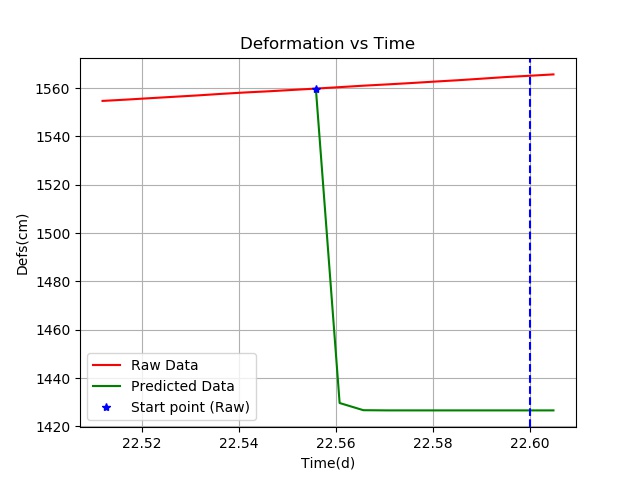 Deformation vs Time
Defs(cm)
1560
1540
1520
1500
1480
1460
1440
1420
Raw Data
Predicted Data
Start point (Raw)
22.52 22.54 22.56 22.58 22.60
Time(d)